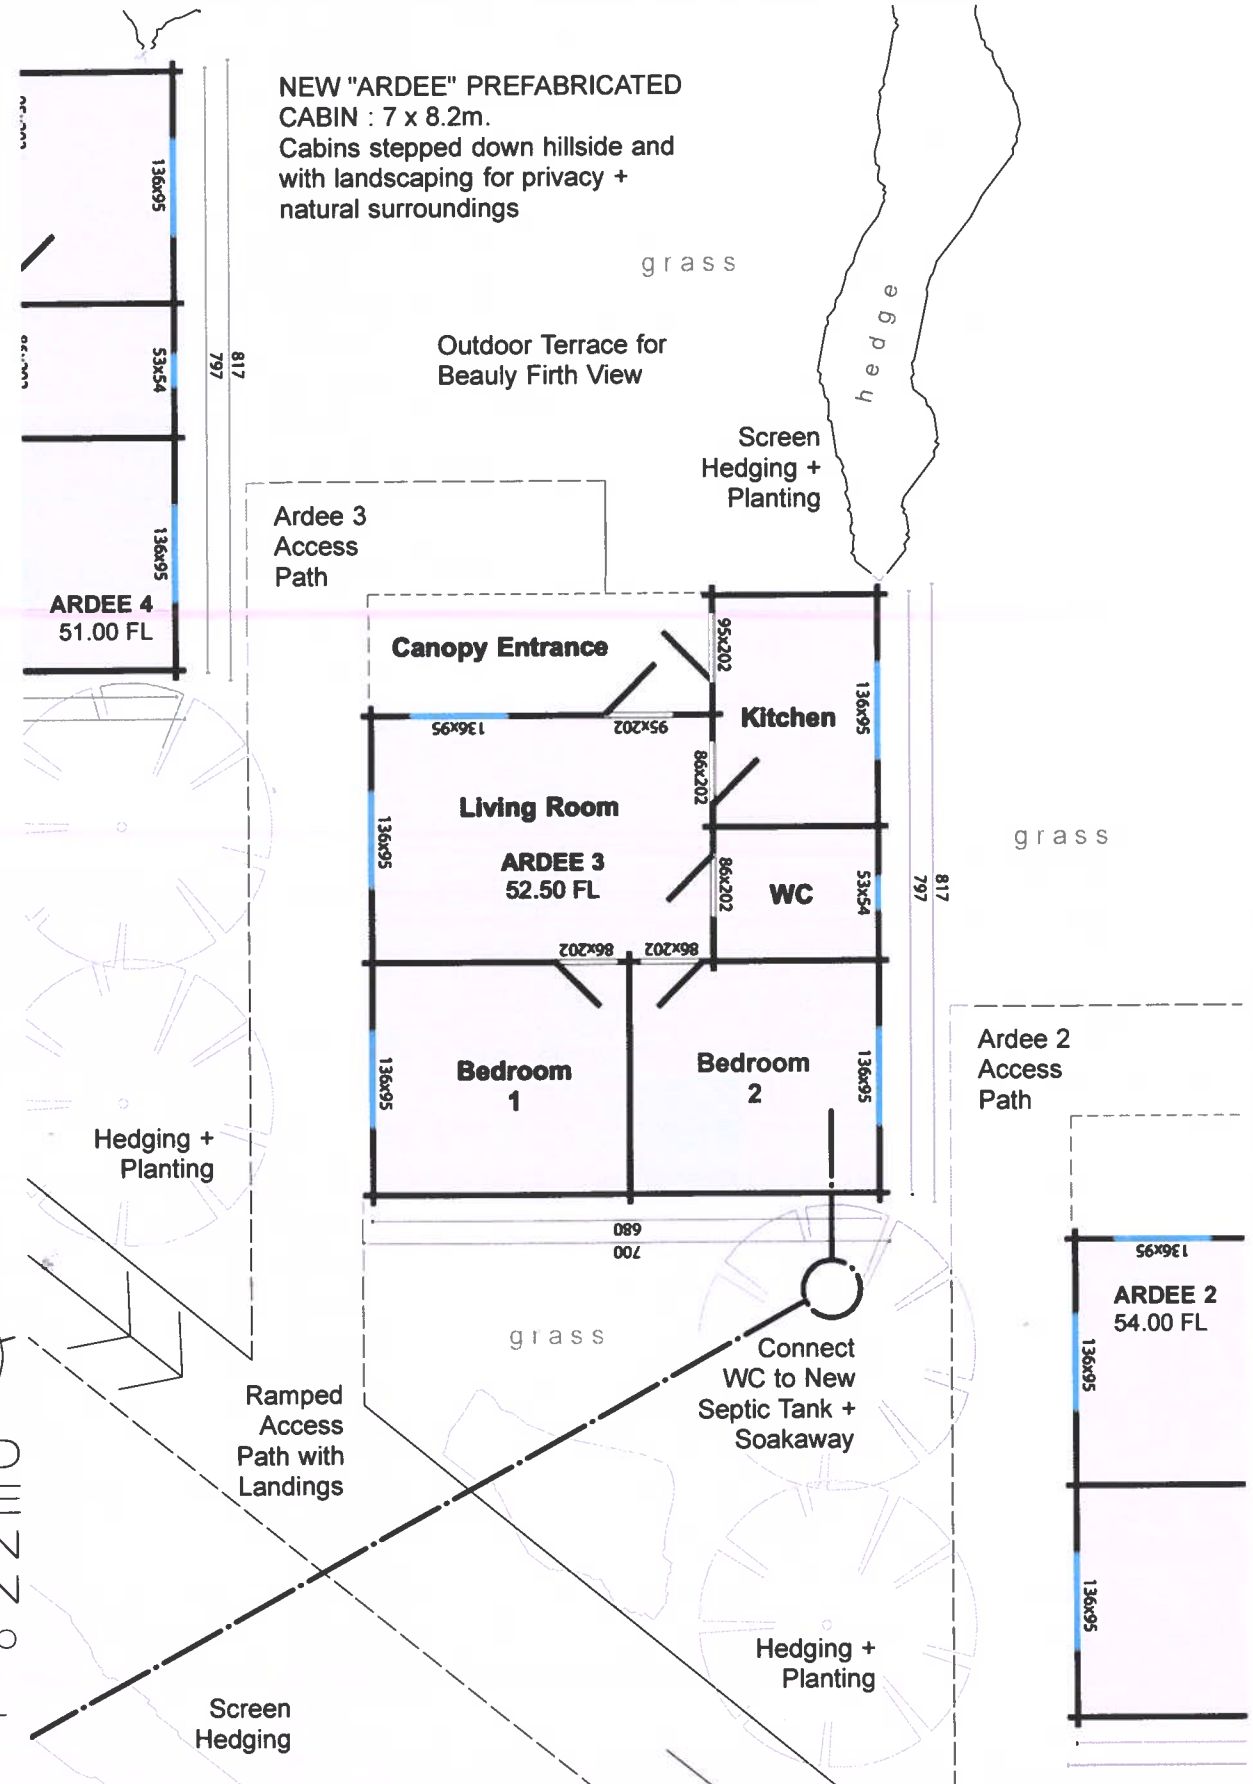 NEW "ARDEE" PREFABRICATED
CABIN : 7 x 8.2m.
Cabins stepped down hillside and
with landscaping for privacy +
natural surroundings
136x95
53x54
136x95
797
817
ARDEE 4
51.00 FL
grass
hedge
Outdoor Terrace for
Beauly Firth View
Screen
Hedging +
Planting
Ardee 3
Access
Path
Canopy Entrance
95x202
136x95
95x202
Kitchen
136x95
86x202
Living Room
136x95
ARDEE 3
52.50 FL
86x202
WC
53x54
797
817
grass
86x202
86x202
Bedroom
1
136x95
Bedroom
2
136x95
680
700
Ardee 2
Access
Path
Hedging +
Planting
136x95
ARDEE 2
54.00 FL
136x95
136x95
grass
Connect
WC to New
Septic Tank +
Soakaway
Ramped
Access
Path with
Landings
Hedging +
Planting
Screen
Hedging